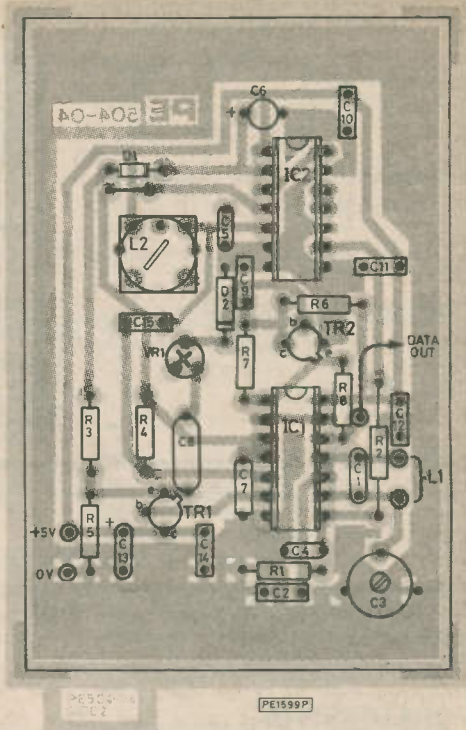 C6
C10
PE 504-04
D1
IC2
L2
C5
C11
D2
C9
R6
C15
TR2
VR1
R7
DATA OUT
R8
R3
R4
C8
IC1
R2
C12
C7
C1
L1
TR1
+5V
R5
C13
C14
C4
0V
R1
C2
C3
PE1599P